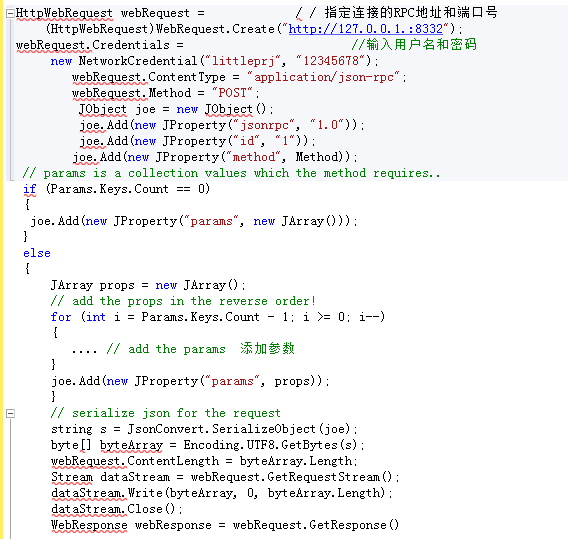 HttpWebRequest webRequest =              / / 指定连接的RPC地址和端口号
(HttpWebRequest)WebRequest.Create("http://127.0.0.1.:8332");
webRequest.Credentials =                         //输入用户名和密码
new NetworkCredential("littleprj", "12345678");
webRequest.ContentType = "application/json-rpc";
webRequest.Method = "POST";
JObject joe = new JObject();
joe.Add(new JProperty("jsonrpc", "1.0"));
joe.Add(new JProperty("id", "1"));
joe.Add(new JProperty("method", Method));
// params is a collection values which the method requires..
if (Params.Keys.Count == 0)
{
joe.Add(new JProperty("params", new JArray()));
}
else
{
JArray props = new JArray();
// add the props in the reverse order!
for (int i = Params.Keys.Count - 1; i >= 0; i--)
{
.... // add the params  添加参数
}
joe.Add(new JProperty("params", props));
}
// serialize json for the request
string s = JsonConvert.SerializeObject(joe);
byte[] byteArray = Encoding.UTF8.GetBytes(s);
webRequest.ContentLength = byteArray.Length;
Stream dataStream = webRequest.GetRequestStream();
dataStream.Write(byteArray, 0, byteArray.Length);
dataStream.Close();
WebResponse webResponse = webRequest.GetResponse()